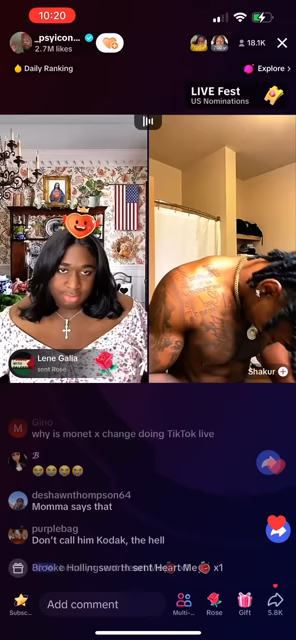 10:20
_psyicon...
2.7M likes
18.1K
Daily Ranking
Explore >
LIVE Fest
US Nominations
Lene Galia
sent Rose
Shakur
M Gino
why is monet x change doing TikTok live
B
😂😂😂😂
deshawnthompson64
Momma says that
purplebag
Don't call him Kodak, the hell
Brooke Hollingsworth sent Heart Me x1
Subsc...
Add comment
Multi-...
Rose
Gift
5.8K